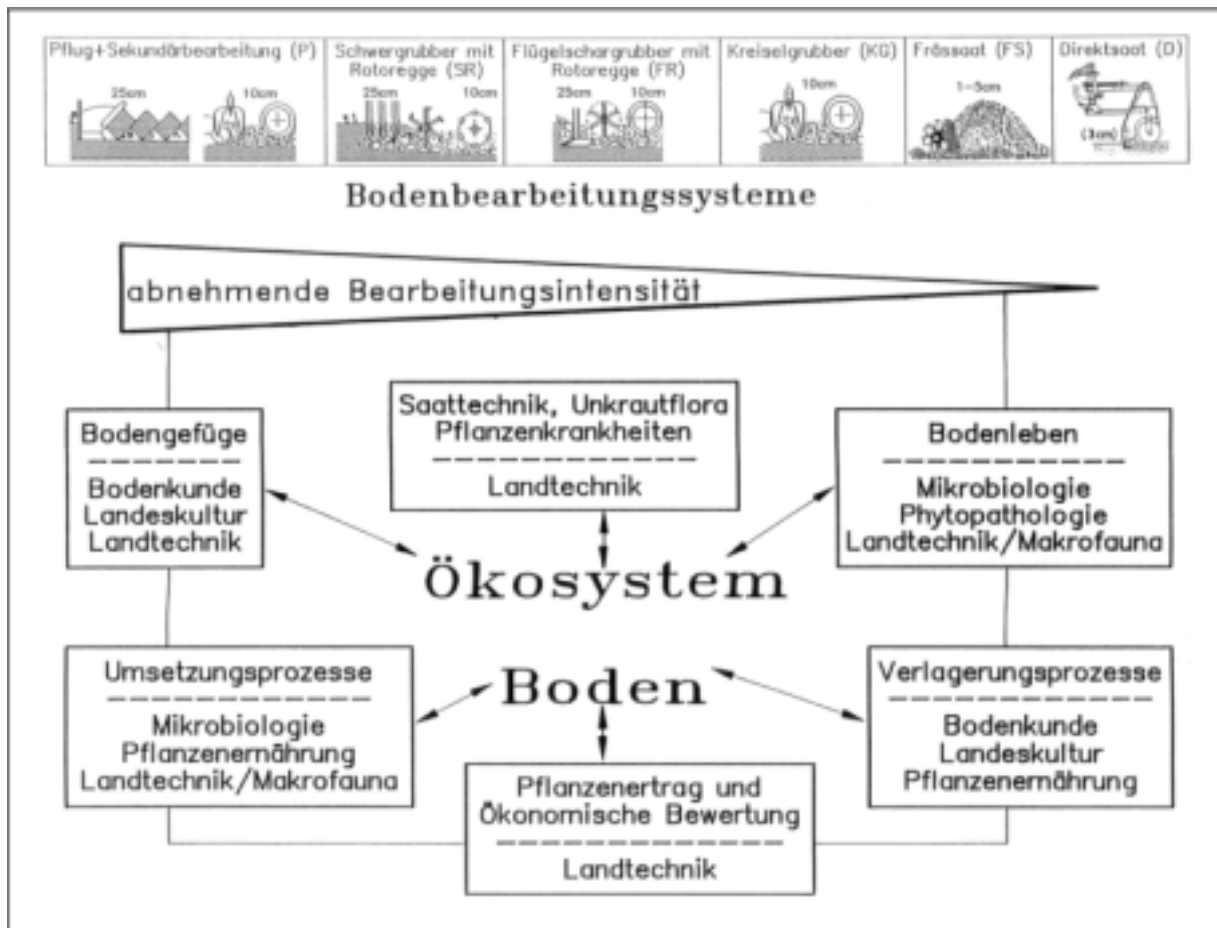 Pflug+Sekundärbearbeitung (P)
25cm
10cm
Schwergrubber mit
Rotoregge (SR)
25cm
10cm
Flügelschargrubber mit
Rotoregge (FR)
25cm
10cm
Kreiselgrubber (KG)
10cm
Frässaat (FS)
1-3cm
Direktsaat (D)
(3cm)
Bodenbearbeitungssysteme
abnehmende Bearbeitungsintensität
Bodengefüge
Bodenkunde
Landeskultur
Landtechnik
Saattechnik, Unkrautflora
Pflanzenkrankheiten
Landtechnik
Bodenleben
Mikrobiologie
Phytopathologie
Landtechnik/Makrofauna
Ökosystem
Boden
Umsetzungsprozesse
Mikrobiologie
Pflanzenernährung
Landtechnik/Makrofauna
Pflanzenertrag und
Ökonomische Bewertung
Landtechnik
Verlagerungsprozesse
Bodenkunde
Landeskultur
Pflanzenernährung